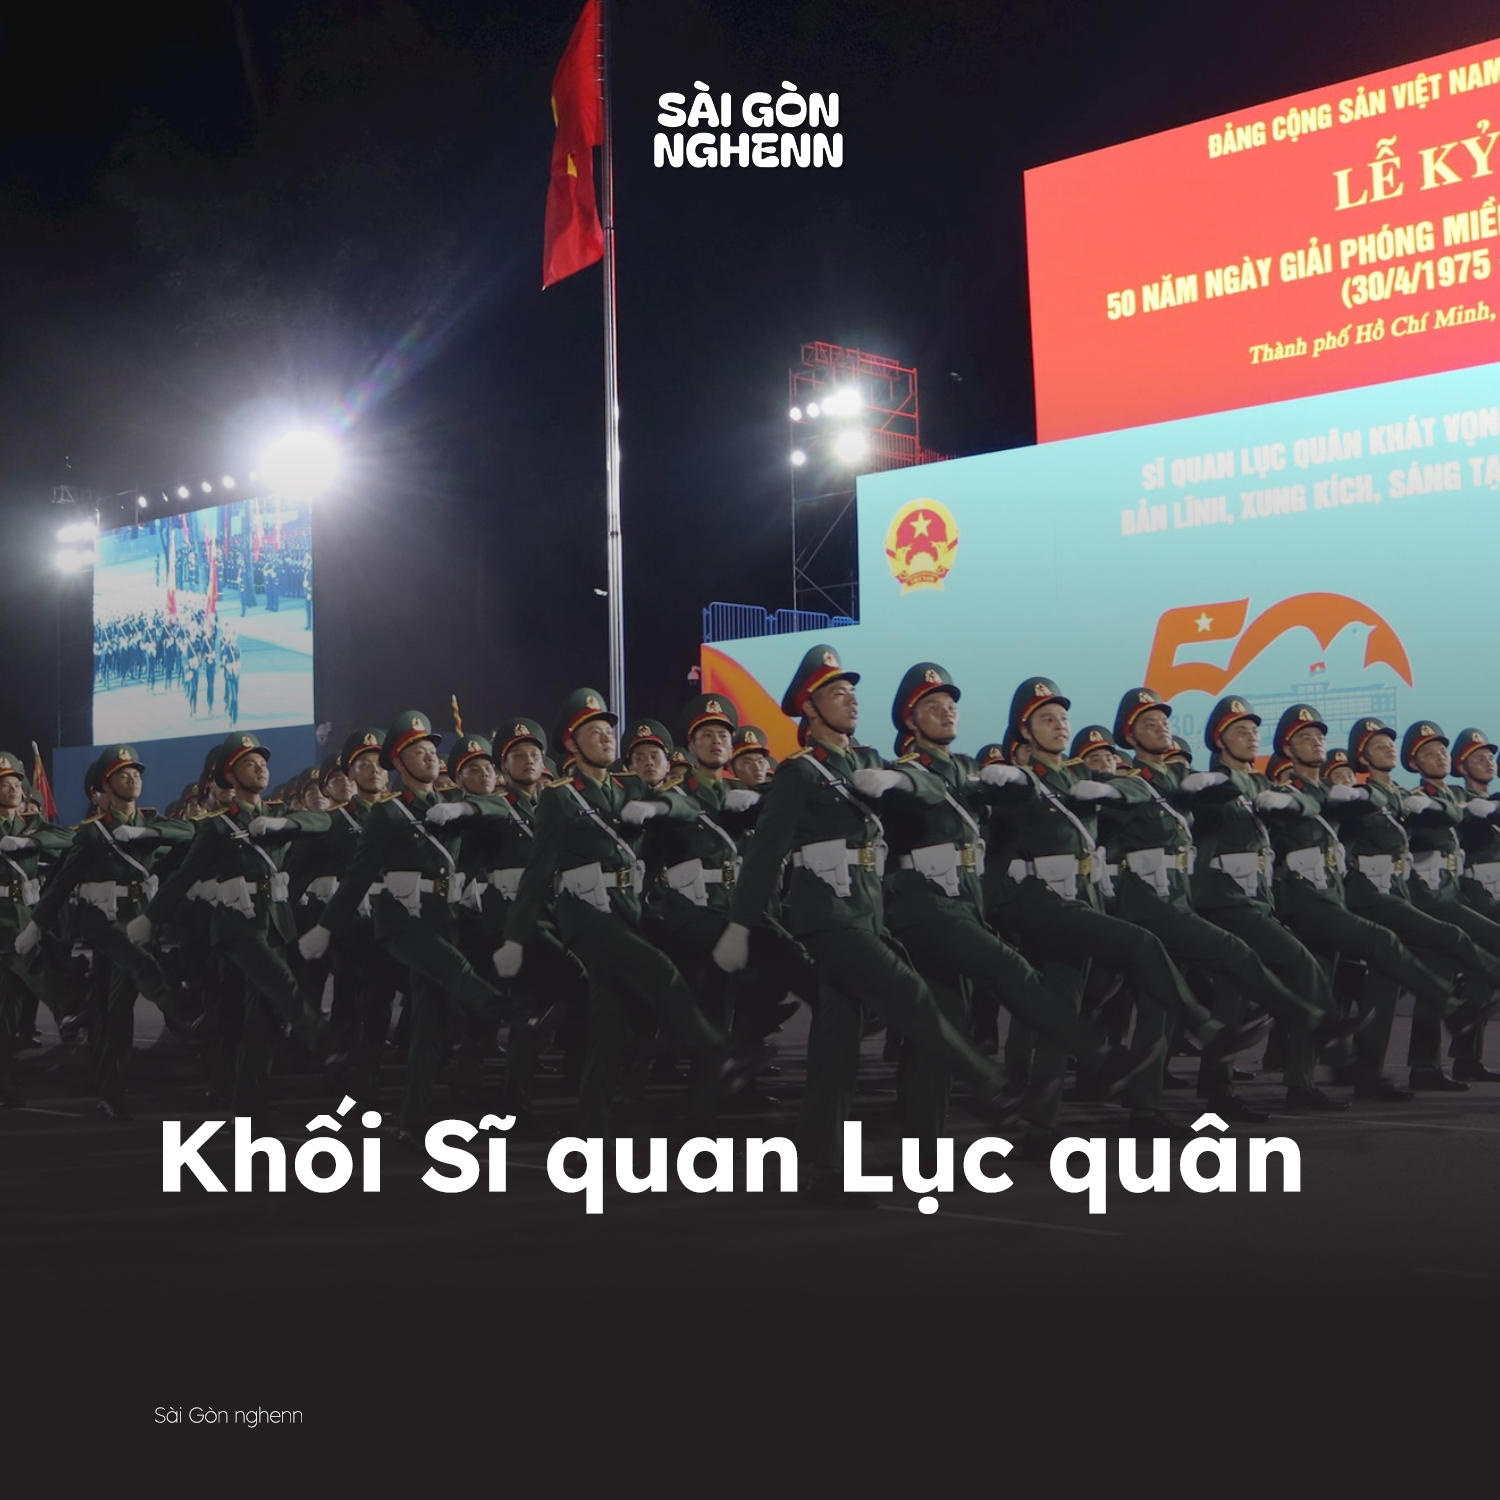 SÀI GÒN
NGHENN
ĐẢNG CỘNG SẢN VIỆT NAM
LỄ KỶ
50 NĂM NGÀY GIẢI PHÓNG MIỀ
(30/4/1975
Thành phố Hồ Chí Minh,
SĨ QUAN LỤC QUÂN KHÁT VỌN
BẢN LĨNH, XUNG KÍCH, SÁNG TẠ
50
30.
Khối Sĩ quan Lục quân
Sài Gòn nghenn